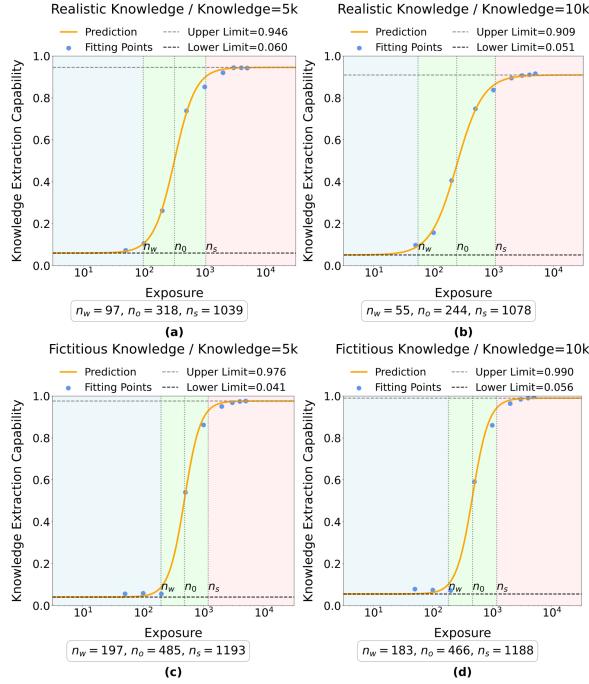 Realistic Knowledge / Knowledge=5k
Prediction
Fitting Points
Upper Limit=0.946
Lower Limit=0.060
Knowledge Extraction Capability
1.0
0.8
0.6
0.4
0.2
0.0
n_w
n_0
n_s
10^1
10^2
10^3
10^4
Exposure
n_w = 97, n_o = 318, n_s = 1039
(a)
Realistic Knowledge / Knowledge=10k
Prediction
Fitting Points
Upper Limit=0.909
Lower Limit=0.051
Knowledge Extraction Capability
1.0
0.8
0.6
0.4
0.2
0.0
n_w
n_0
n_s
10^1
10^2
10^3
10^4
Exposure
n_w = 55, n_o = 244, n_s = 1078
(b)
Fictitious Knowledge / Knowledge=5k
Prediction
Fitting Points
Upper Limit=0.976
Lower Limit=0.041
Knowledge Extraction Capability
1.0
0.8
0.6
0.4
0.2
0.0
n_w
n_0
n_s
10^1
10^2
10^3
10^4
Exposure
n_w = 197, n_o = 485, n_s = 1193
(c)
Fictitious Knowledge / Knowledge=10k
Prediction
Fitting Points
Upper Limit=0.990
Lower Limit=0.056
Knowledge Extraction Capability
1.0
0.8
0.6
0.4
0.2
0.0
n_w
n_0
n_s
10^1
10^2
10^3
10^4
Exposure
n_w = 183, n_o = 466, n_s = 1188
(d)